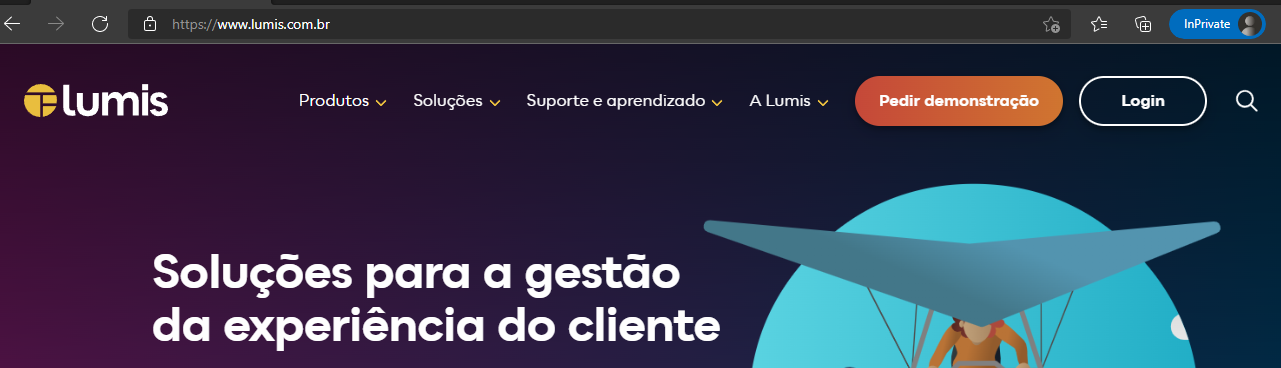 https://www.lumis.com.br
InPrivate
lumis Produtos Soluções Suporte e aprendizado A Lumis Pedir demonstração Login
Soluções para a gestão
da experiência do cliente